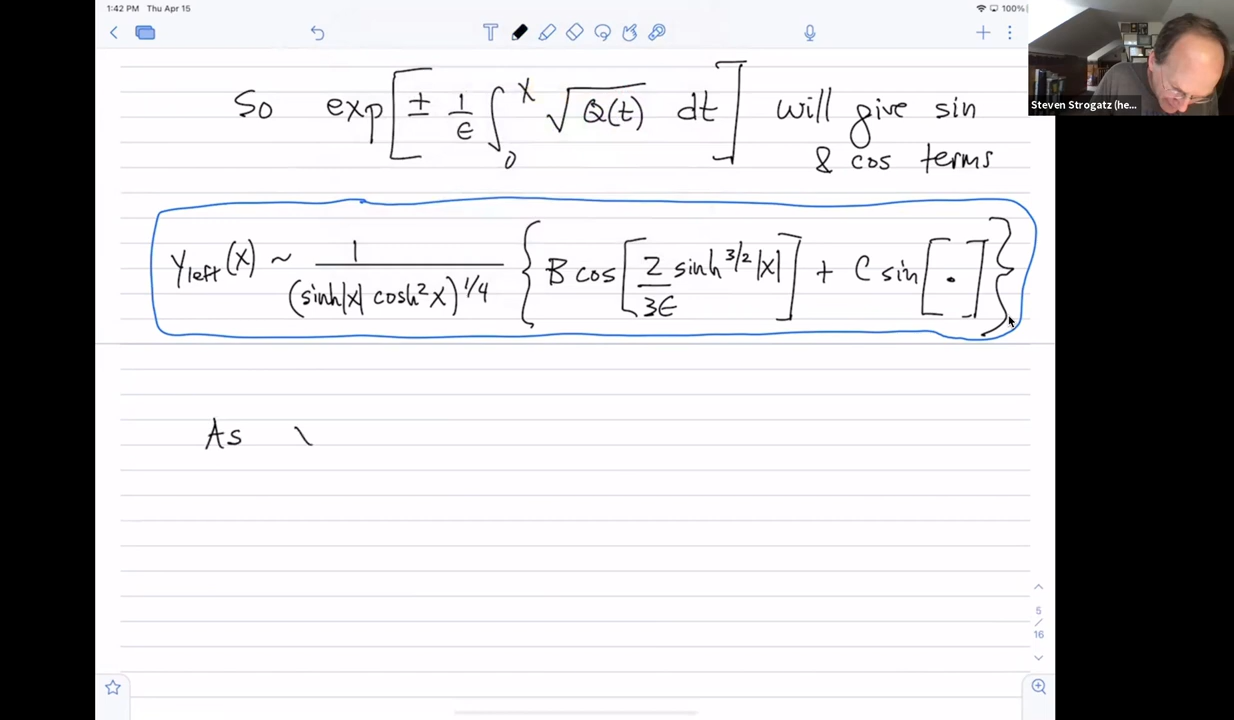 1:42 PM Thu Apr 15
100%
So exp[± 1/ϵ ∫₀ˣ √Q(t) dt] will give sin
& cos terms
Steven Strogatz (he...
y_left(x) ~ 1/(sinh|x| cosh²x)^1/4 { B cos[2/3ϵ sinh^3/2|x|] + C sin[·] }
As
5
/
16